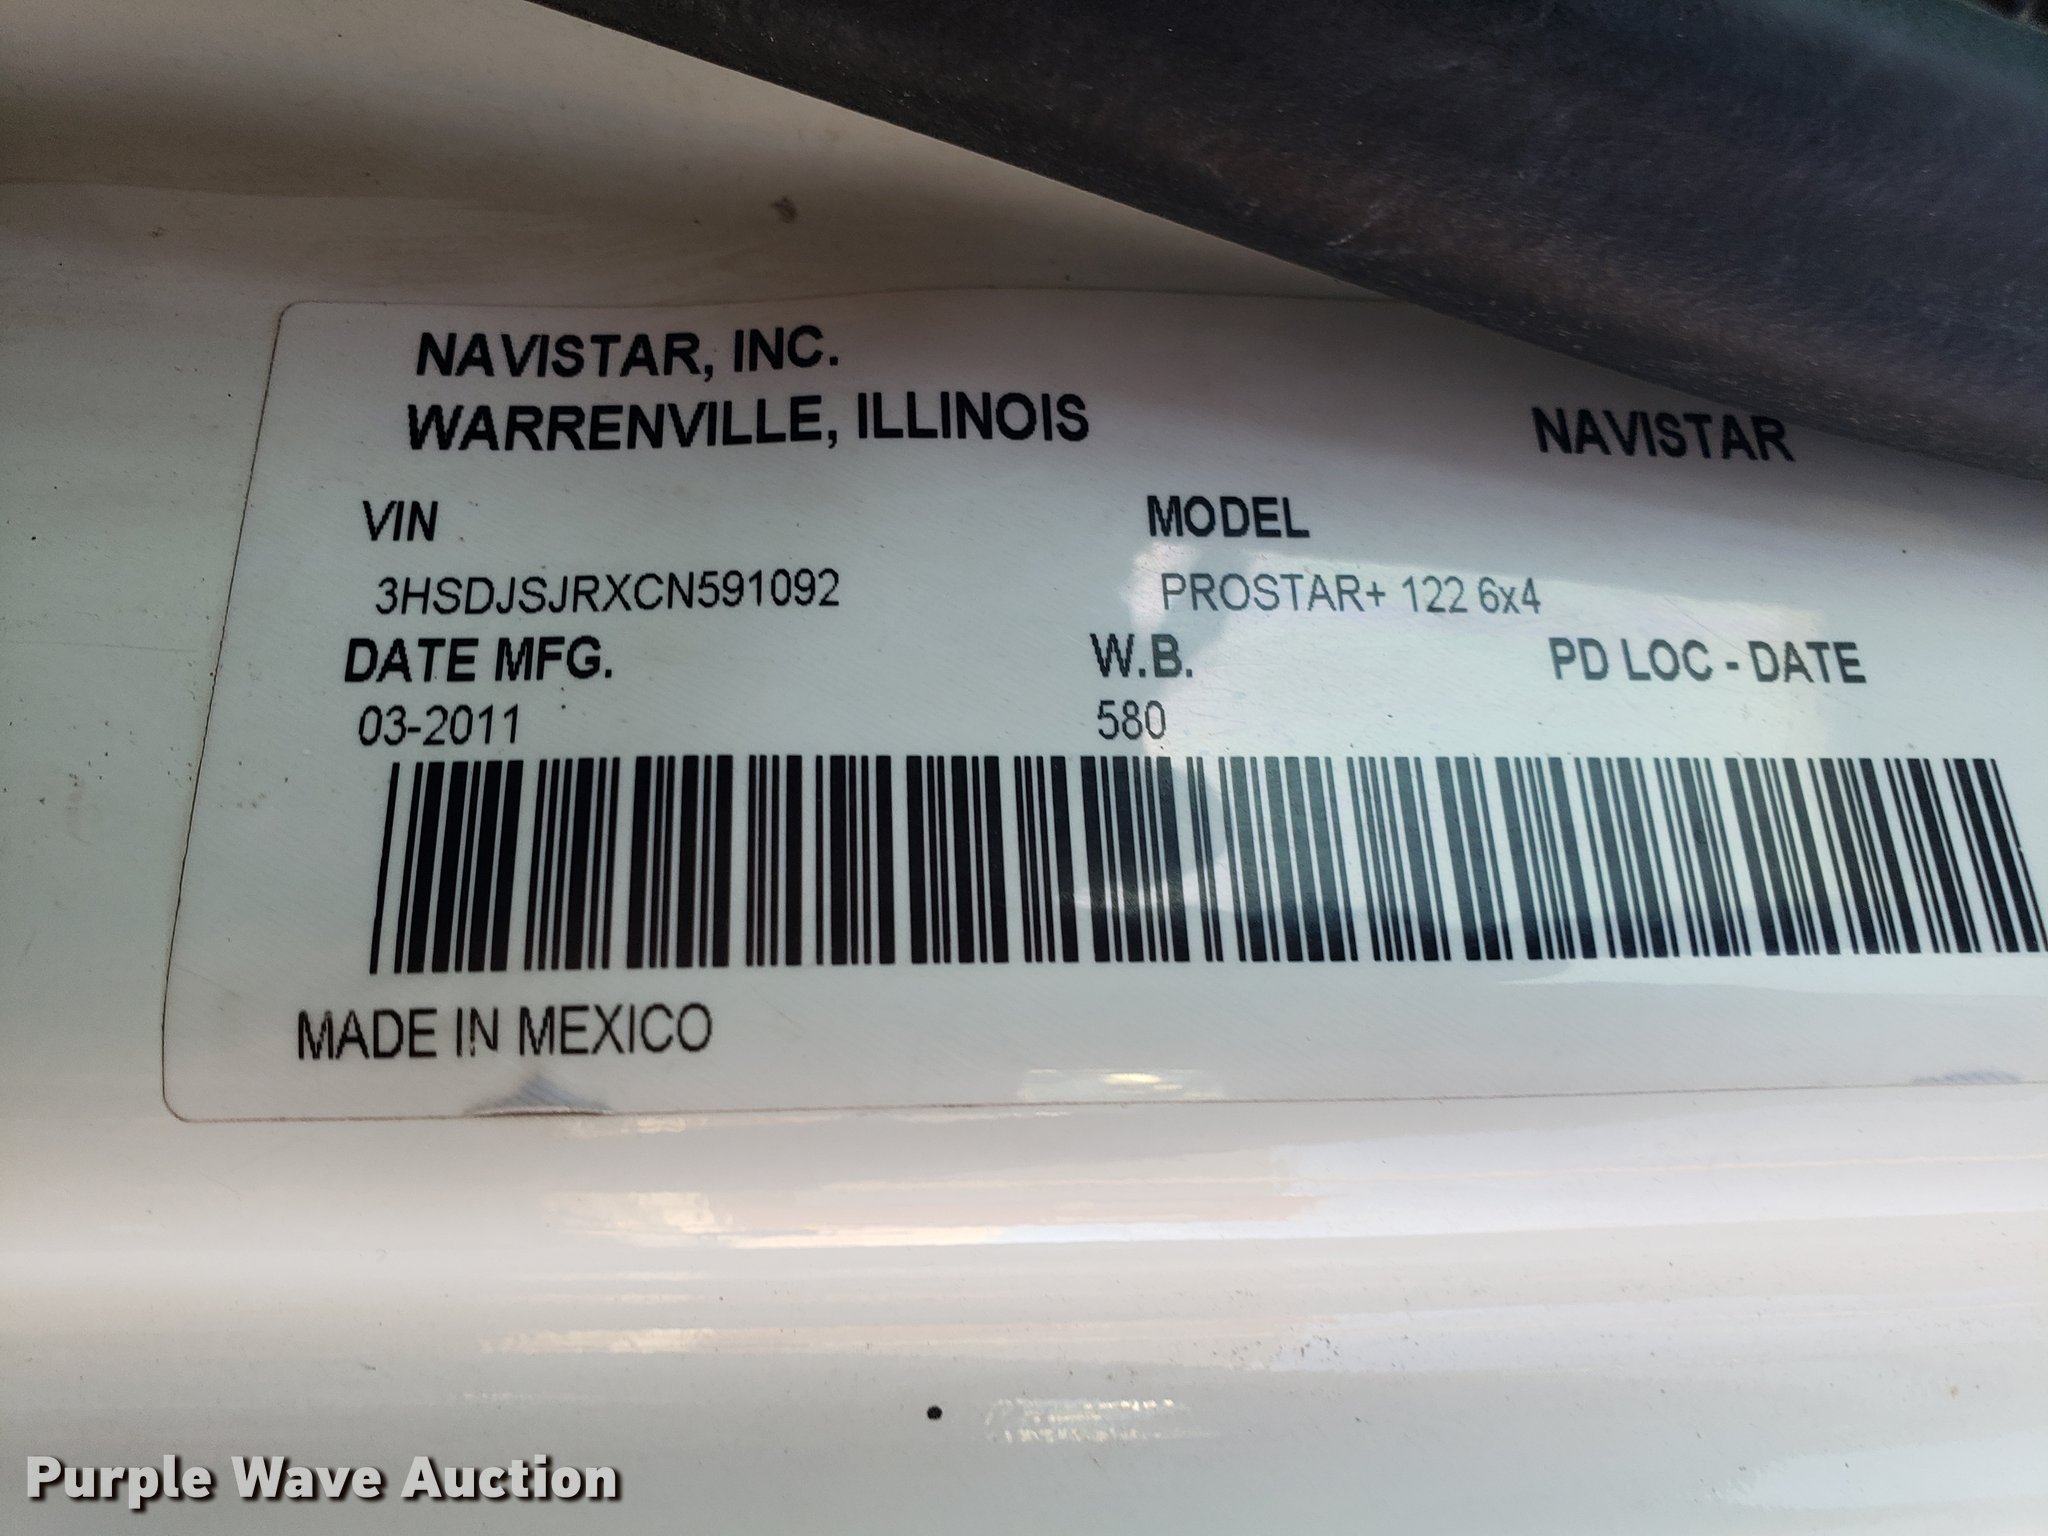 NAVISTAR, INC.
WARRENVILLE, ILLINOIS
NAVISTAR
VIN
MODEL
3HSDJSJRXCN591092
PROSTAR+ 122 6x4
DATE MFG.
W.B.
PD LOC - DATE
03-2011
580
MADE IN MEXICO
Purple Wave Auction